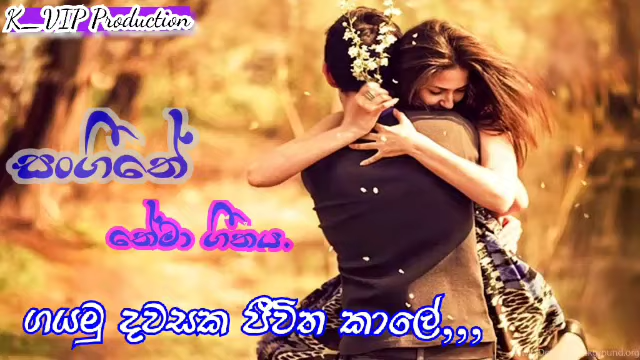 K_VIP Production
සංගීතේ
තේමා ගීතය.
ගයමු දවසක ජීවිත කාලේ,,,